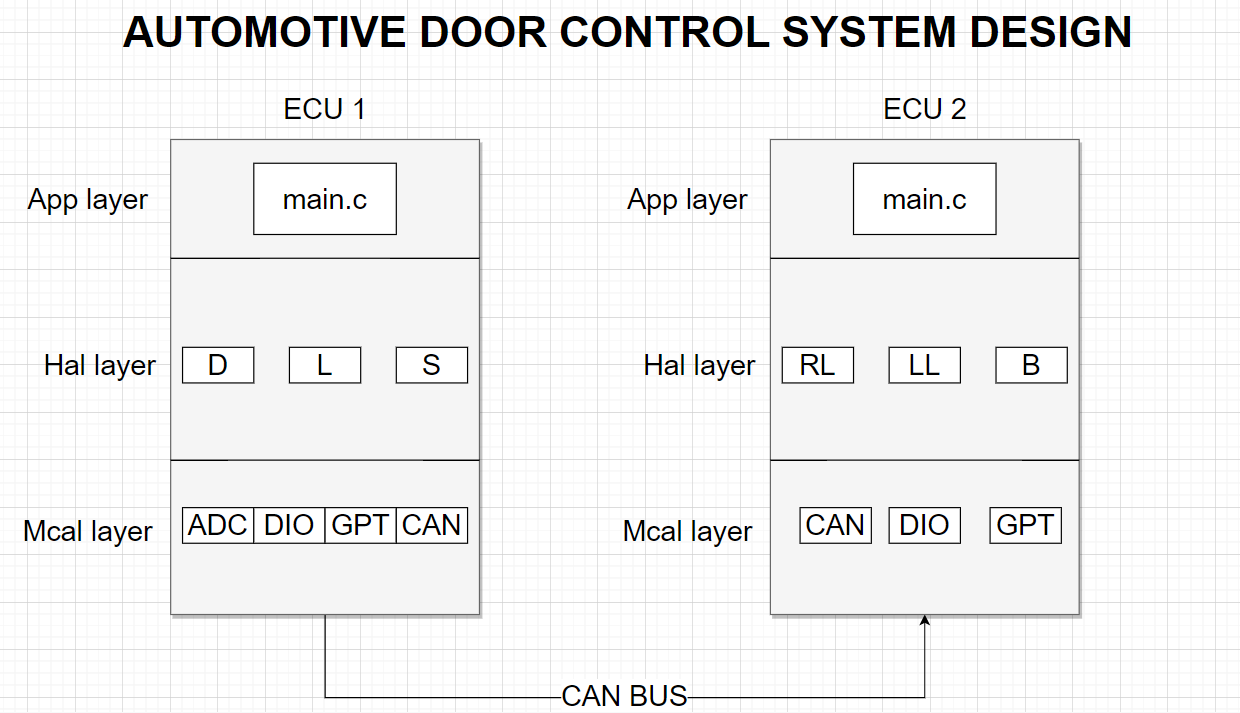 AUTOMOTIVE DOOR CONTROL SYSTEM DESIGN
ECU 1
App layer
main.c
Hal layer
D
L
S
Mcal layer
ADC
DIO
GPT
CAN
ECU 2
App layer
main.c
Hal layer
RL
LL
B
Mcal layer
CAN
DIO
GPT
CAN BUS